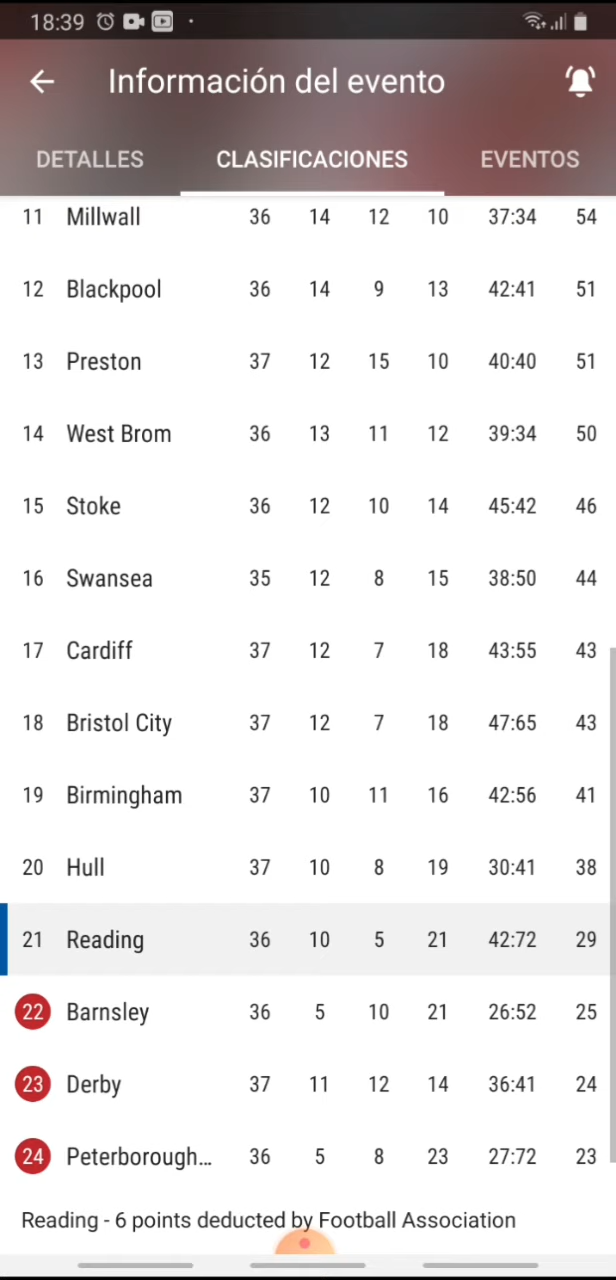 18:39
Información del evento
DETALLES CLASIFICACIONES EVENTOS
11 Millwall 36 14 12 10 37:34 54
12 Blackpool 36 14 9 13 42:41 51
13 Preston 37 12 15 10 40:40 51
14 West Brom 36 13 11 12 39:34 50
15 Stoke 36 12 10 14 45:42 46
16 Swansea 35 12 8 15 38:50 44
17 Cardiff 37 12 7 18 43:55 43
18 Bristol City 37 12 7 18 47:65 43
19 Birmingham 37 10 11 16 42:56 41
20 Hull 37 10 8 19 30:41 38
21 Reading 36 10 5 21 42:72 29
22 Barnsley 36 5 10 21 26:52 25
23 Derby 37 11 12 14 36:41 24
24 Peterborough... 36 5 8 23 27:72 23
Reading - 6 points deducted by Football Association